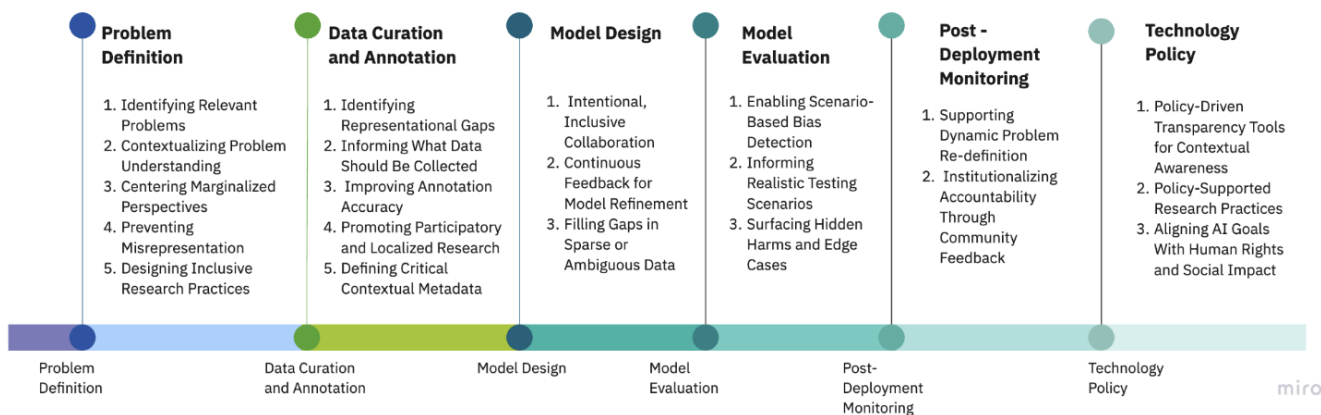 Problem
Definition
1. Identifying Relevant
Problems
2. Contextualizing Problem
Understanding
3. Centering Marginalized
Perspectives
4. Preventing
Misrepresentation
5. Designing Inclusive
Research Practices
Data Curation
and Annotation
1. Identifying
Representational Gaps
2. Informing What Data
Should Be Collected
3. Improving Annotation
Accuracy
4. Promoting Participatory
and Localized Research
5. Defining Critical
Contextual Metadata
Model Design
1. Intentional,
Inclusive
Collaboration
2. Continuous
Feedback for
Model Refinement
3. Filling Gaps in
Sparse or
Ambiguous Data
Model
Evaluation
1. Enabling Scenario-
Based Bias
Detection
2. Informing
Realistic Testing
Scenarios
3. Surfacing Hidden
Harms and Edge
Cases
Post -
Deployment
Monitoring
1. Supporting
Dynamic Problem
Re-definition
2. Institutionalizing
Accountability
Through
Community
Feedback
Technology
Policy
1. Policy-Driven
Transparency Tools
for Contextual
Awareness
2. Policy-Supported
Research Practices
3. Aligning AI Goals
With Human Rights
and Social Impact
Problem
Definition
Data Curation
and Annotation
Model Design
Model
Evaluation
Post-
Deployment
Monitoring
Technology
Policy
miro